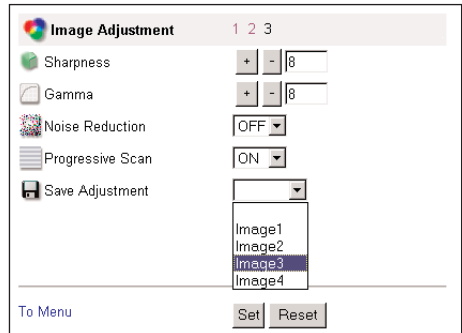 Image Adjustment 1 2 3
Sharpness + - 8
Gamma + - 8
Noise Reduction OFF
Progressive Scan ON
Save Adjustment
Image1
Image2
Image3
Image4
To Menu Set Reset